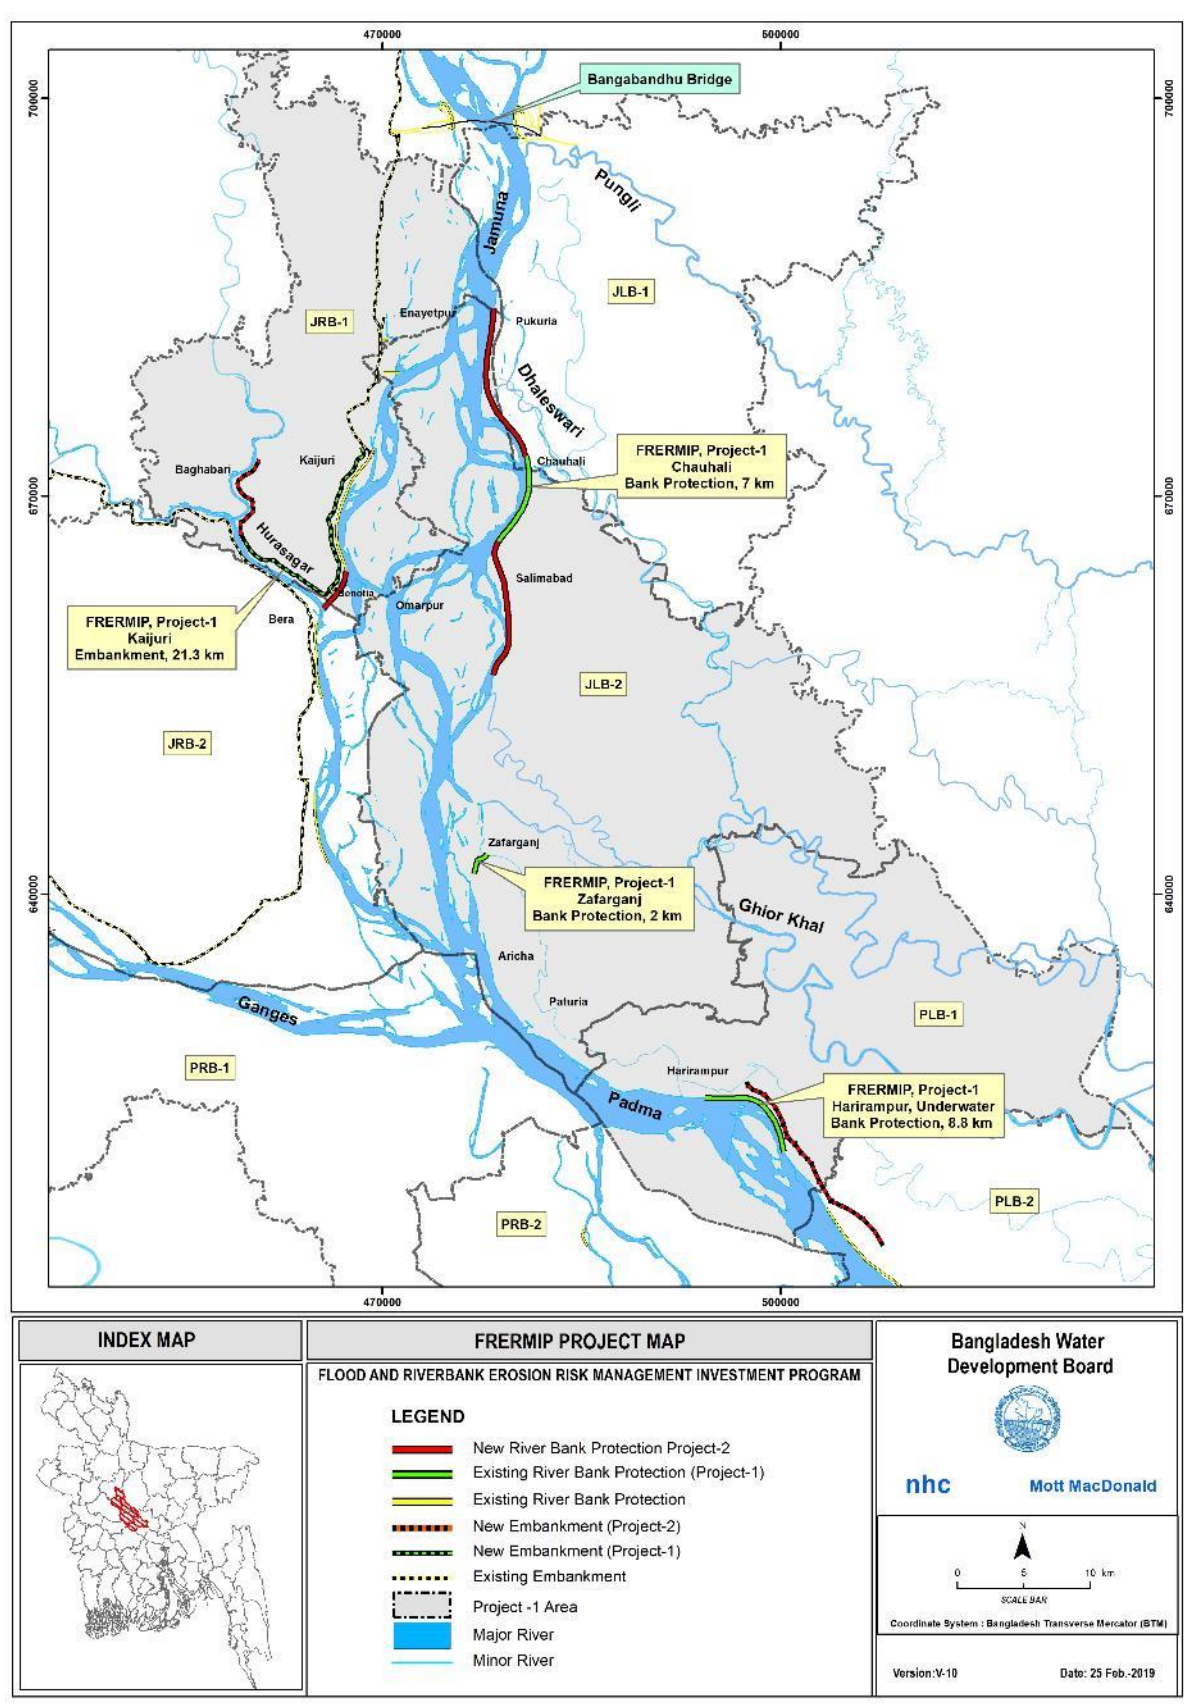 470000
500000
700000
700000
Bangabandhu Bridge
Pungli
Jamuna
JLB-1
JRB-1
Enayetpur
Pukuria
Dhaleswari
FRERMIP, Project-1
Chauhali
Bank Protection, 7 km
Kaijuri
Baghabari
Chauhali
670000
670000
Hurasagar
Salimabad
Benotia
Omarpur
Bera
FRERMIP, Project-1
Kaijuri
Embankment, 21.3 km
JLB-2
JRB-2
Zafarganj
FRERMIP, Project-1
Zafarganj
Bank Protection, 2 km
640000
640000
Ghior Khal
Aricha
Paturia
Ganges
PLB-1
PRB-1
Harirampur
FRERMIP, Project-1
Harirampur, Underwater
Bank Protection, 8.8 km
Padma
PLB-2
PRB-2
470000
500000
INDEX MAP
FRERMIP PROJECT MAP
FLOOD AND RIVERBANK EROSION RISK MANAGEMENT INVESTMENT PROGRAM
LEGEND
New River Bank Protection Project-2
Existing River Bank Protection (Project-1)
Existing River Bank Protection
New Embankment (Project-2)
New Embankment (Project-1)
Existing Embankment
Project -1 Area
Major River
Minor River
Bangladesh Water
Development Board
nhc
Mott MacDonald
N
0 5 10 km
SCALE BAR
Coordinate System : Bangladesh Transverse Mercator (BTM)
Version:V-10
Date: 25 Feb.-2019